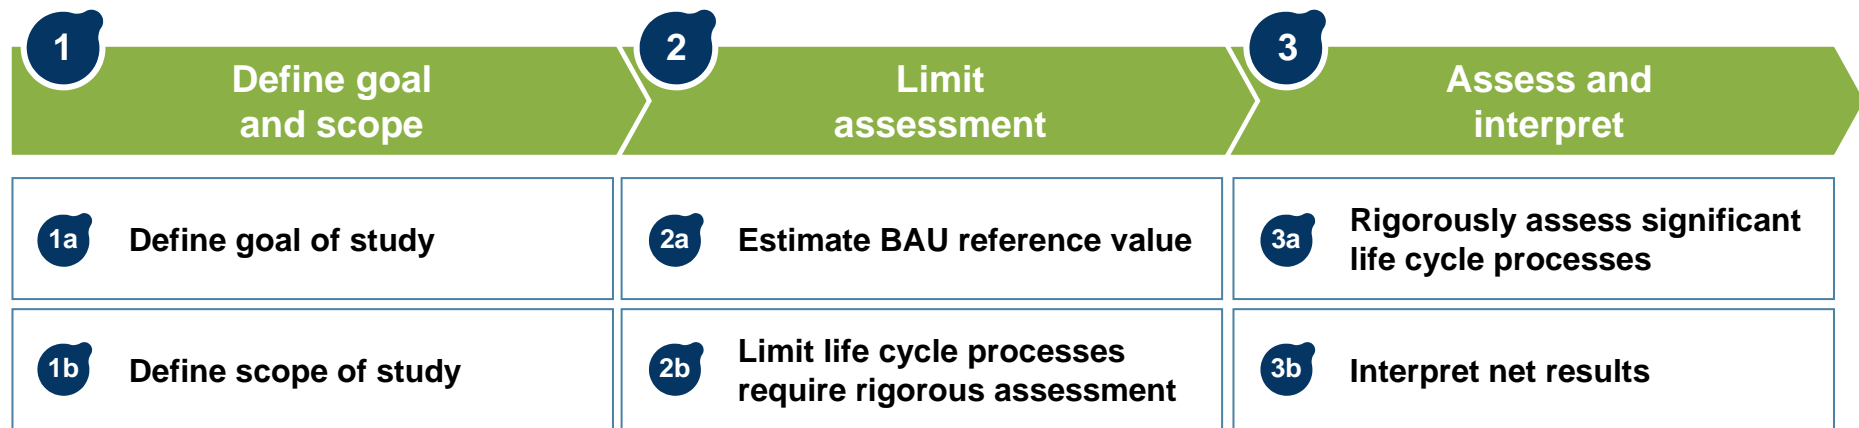 1
Define goal
and scope
2
Limit
assessment
3
Assess and
interpret
1a
Define goal of study
2a
Estimate BAU reference value
3a
Rigorously assess significant
life cycle processes
1b
Define scope of study
2b
Limit life cycle processes
require rigorous assessment
3b
Interpret net results